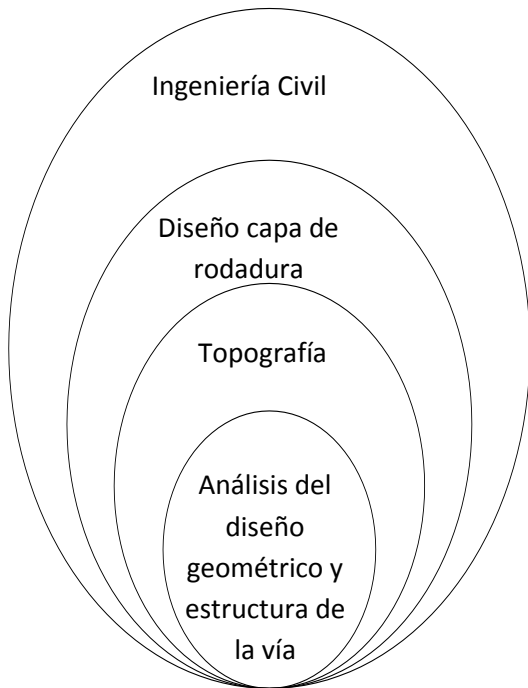 Ingeniería Civil
Diseño capa de
rodadura
Topografía
Análisis del
diseño
geométrico y
estructura de
la vía